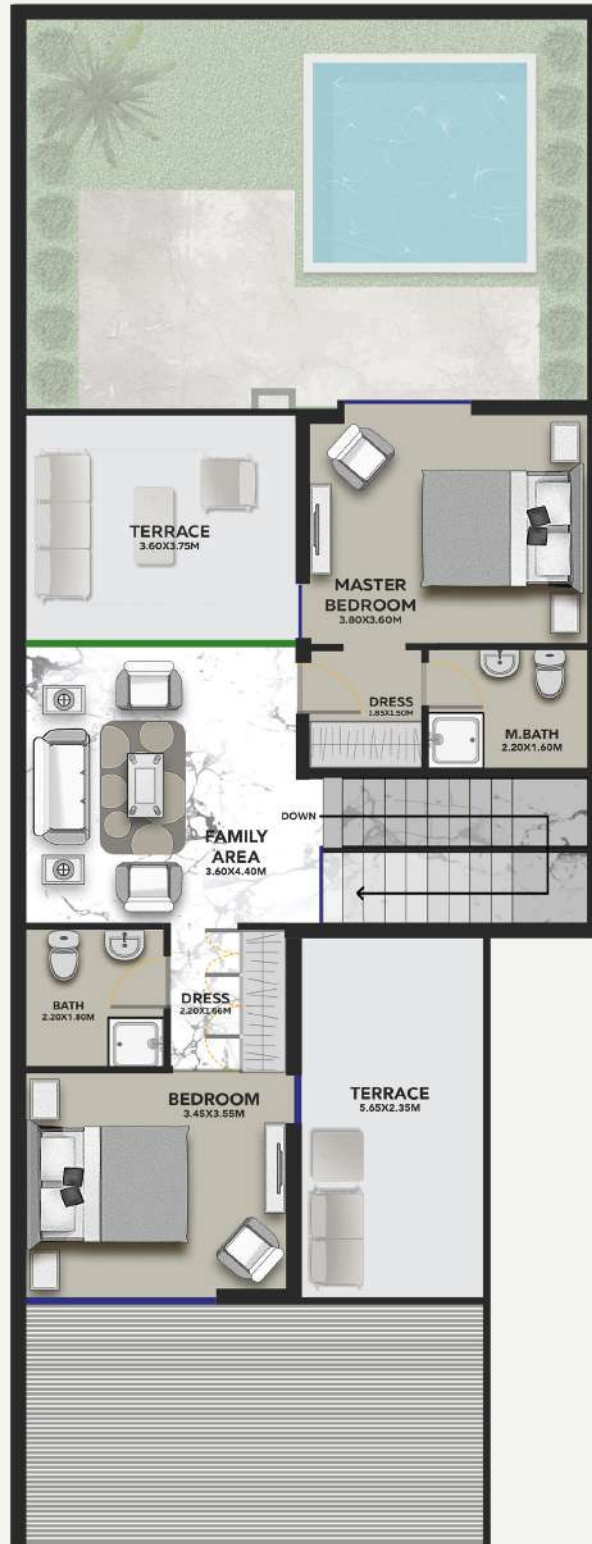 TERRACE
3.60X3.75M
MASTER
BEDROOM
3.80X3.60M
DRESS
1.85X1.50M
M.BATH
2.20X1.60M
DOWN
FAMILY
AREA
3.60X4.40M
BATH
2.20X1.80M
DRESS
2.20X1.66M
BEDROOM
3.45X3.55M
TERRACE
5.65X2.35M